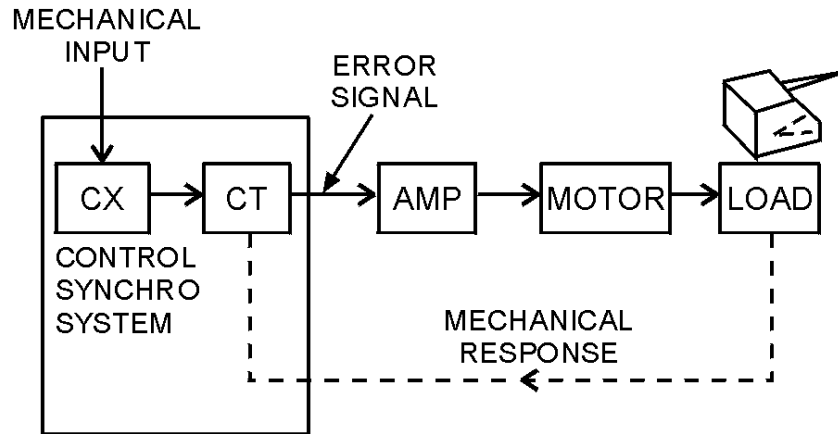 MECHANICAL
INPUT
ERROR
SIGNAL
CX
CT
AMP
MOTOR
LOAD
CONTROL
SYNCHRO
SYSTEM
MECHANICAL
RESPONSE